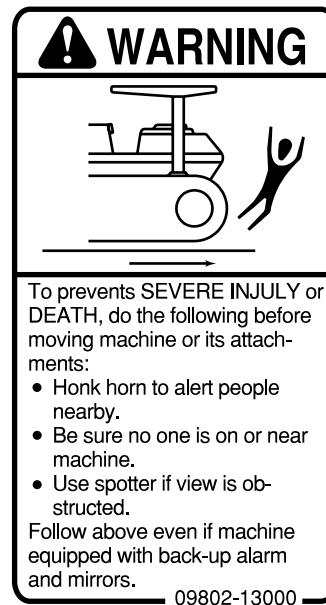 WARNING
To prevents SEVERE INJULY or
DEATH, do the following before
moving machine or its attach-
ments:
• Honk horn to alert people
nearby.
• Be sure no one is on or near
machine.
• Use spotter if view is ob-
structed.
Follow above even if machine
equipped with back-up alarm
and mirrors.
09802-13000